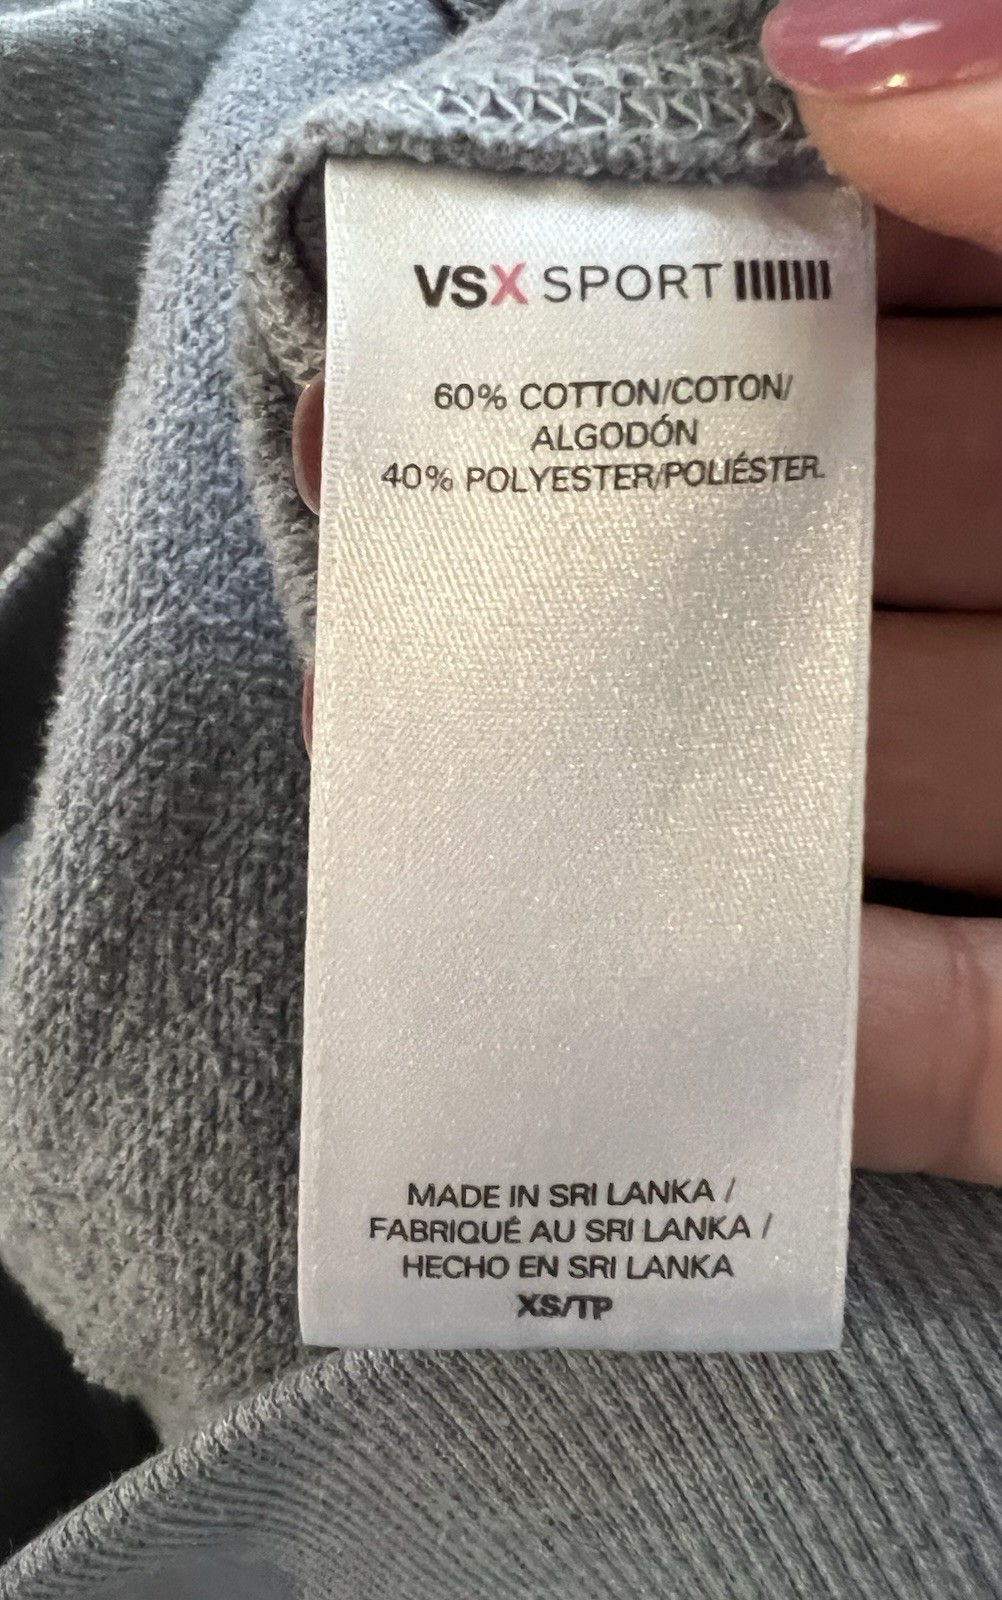 VSX SPORT
60% COTTON/COTON/
ALGODÓN
40% POLYESTER/POLIÉSTER.
MADE IN SRI LANKA /
FABRIQUÉ AU SRI LANKA /
HECHO EN SRI LANKA
XS/TP